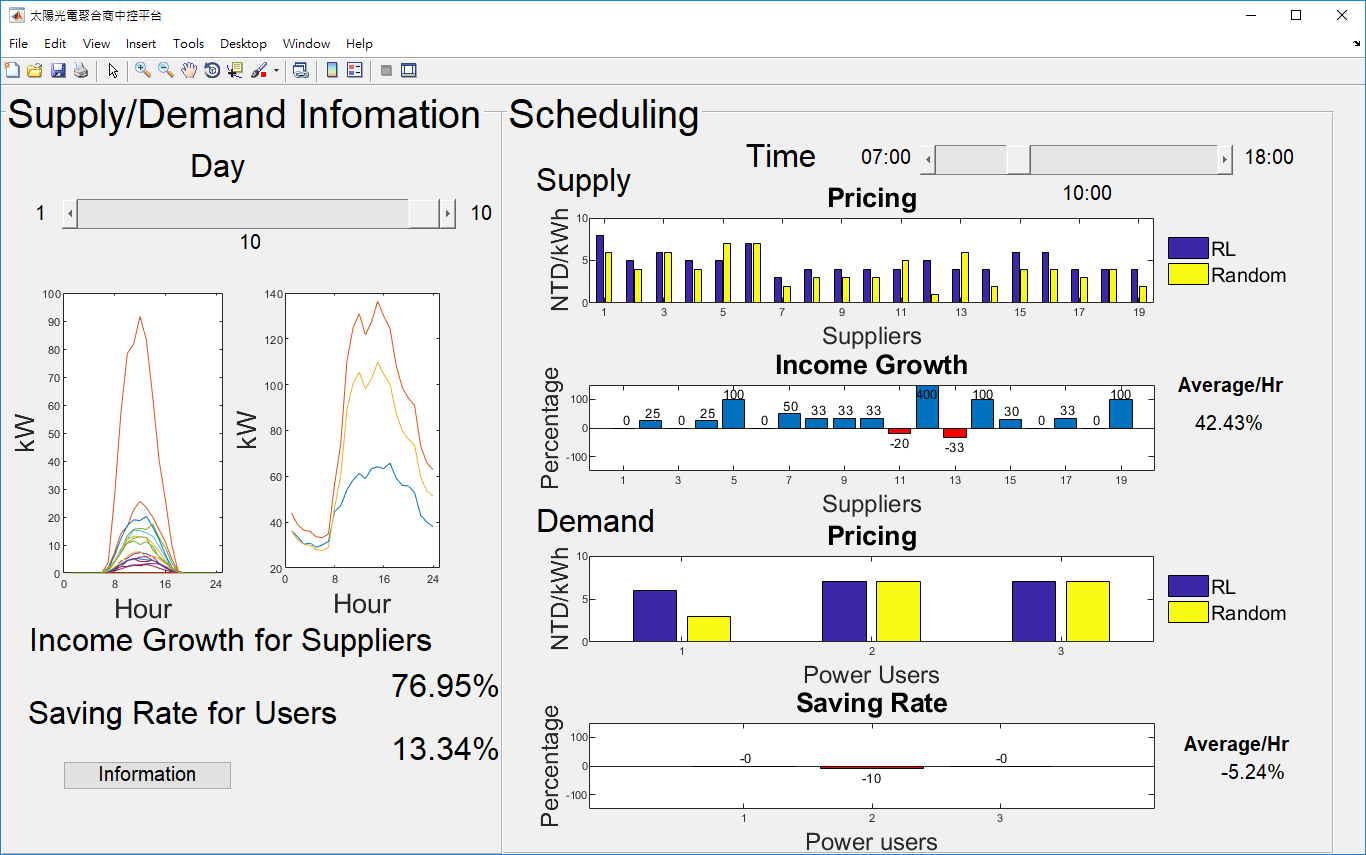 太陽光電聚合商中控平台
File Edit View Insert Tools Desktop Window Help
Supply/Demand Infomation
Day
1 10
10
kW
100
90
80
70
60
50
40
30
20
10
0
0 8 16 24
Hour
kW
140
120
100
80
60
40
20
0 8 16 24
Hour
Income Growth for Suppliers
76.95%
Saving Rate for Users
13.34%
Information
Scheduling
Time 07:00 18:00
10:00
Supply
Pricing
NTD/kWh
10
5
0
1 3 5 7 9 11 13 15 17 19
Suppliers
RL
Random
Income Growth
Percentage
100
0
-100
0 25 0 25 100 0 50 33 33 33 -20 400 -33 100 30 0 33 0 100
1 3 5 7 9 11 13 15 17 19
Suppliers
Average/Hr
42.43%
Demand
Pricing
NTD/kWh
10
5
0
1 2 3
Power Users
RL
Random
Saving Rate
Percentage
100
0
-100
-0 -10 -0
1 2 3
Power users
Average/Hr
-5.24%